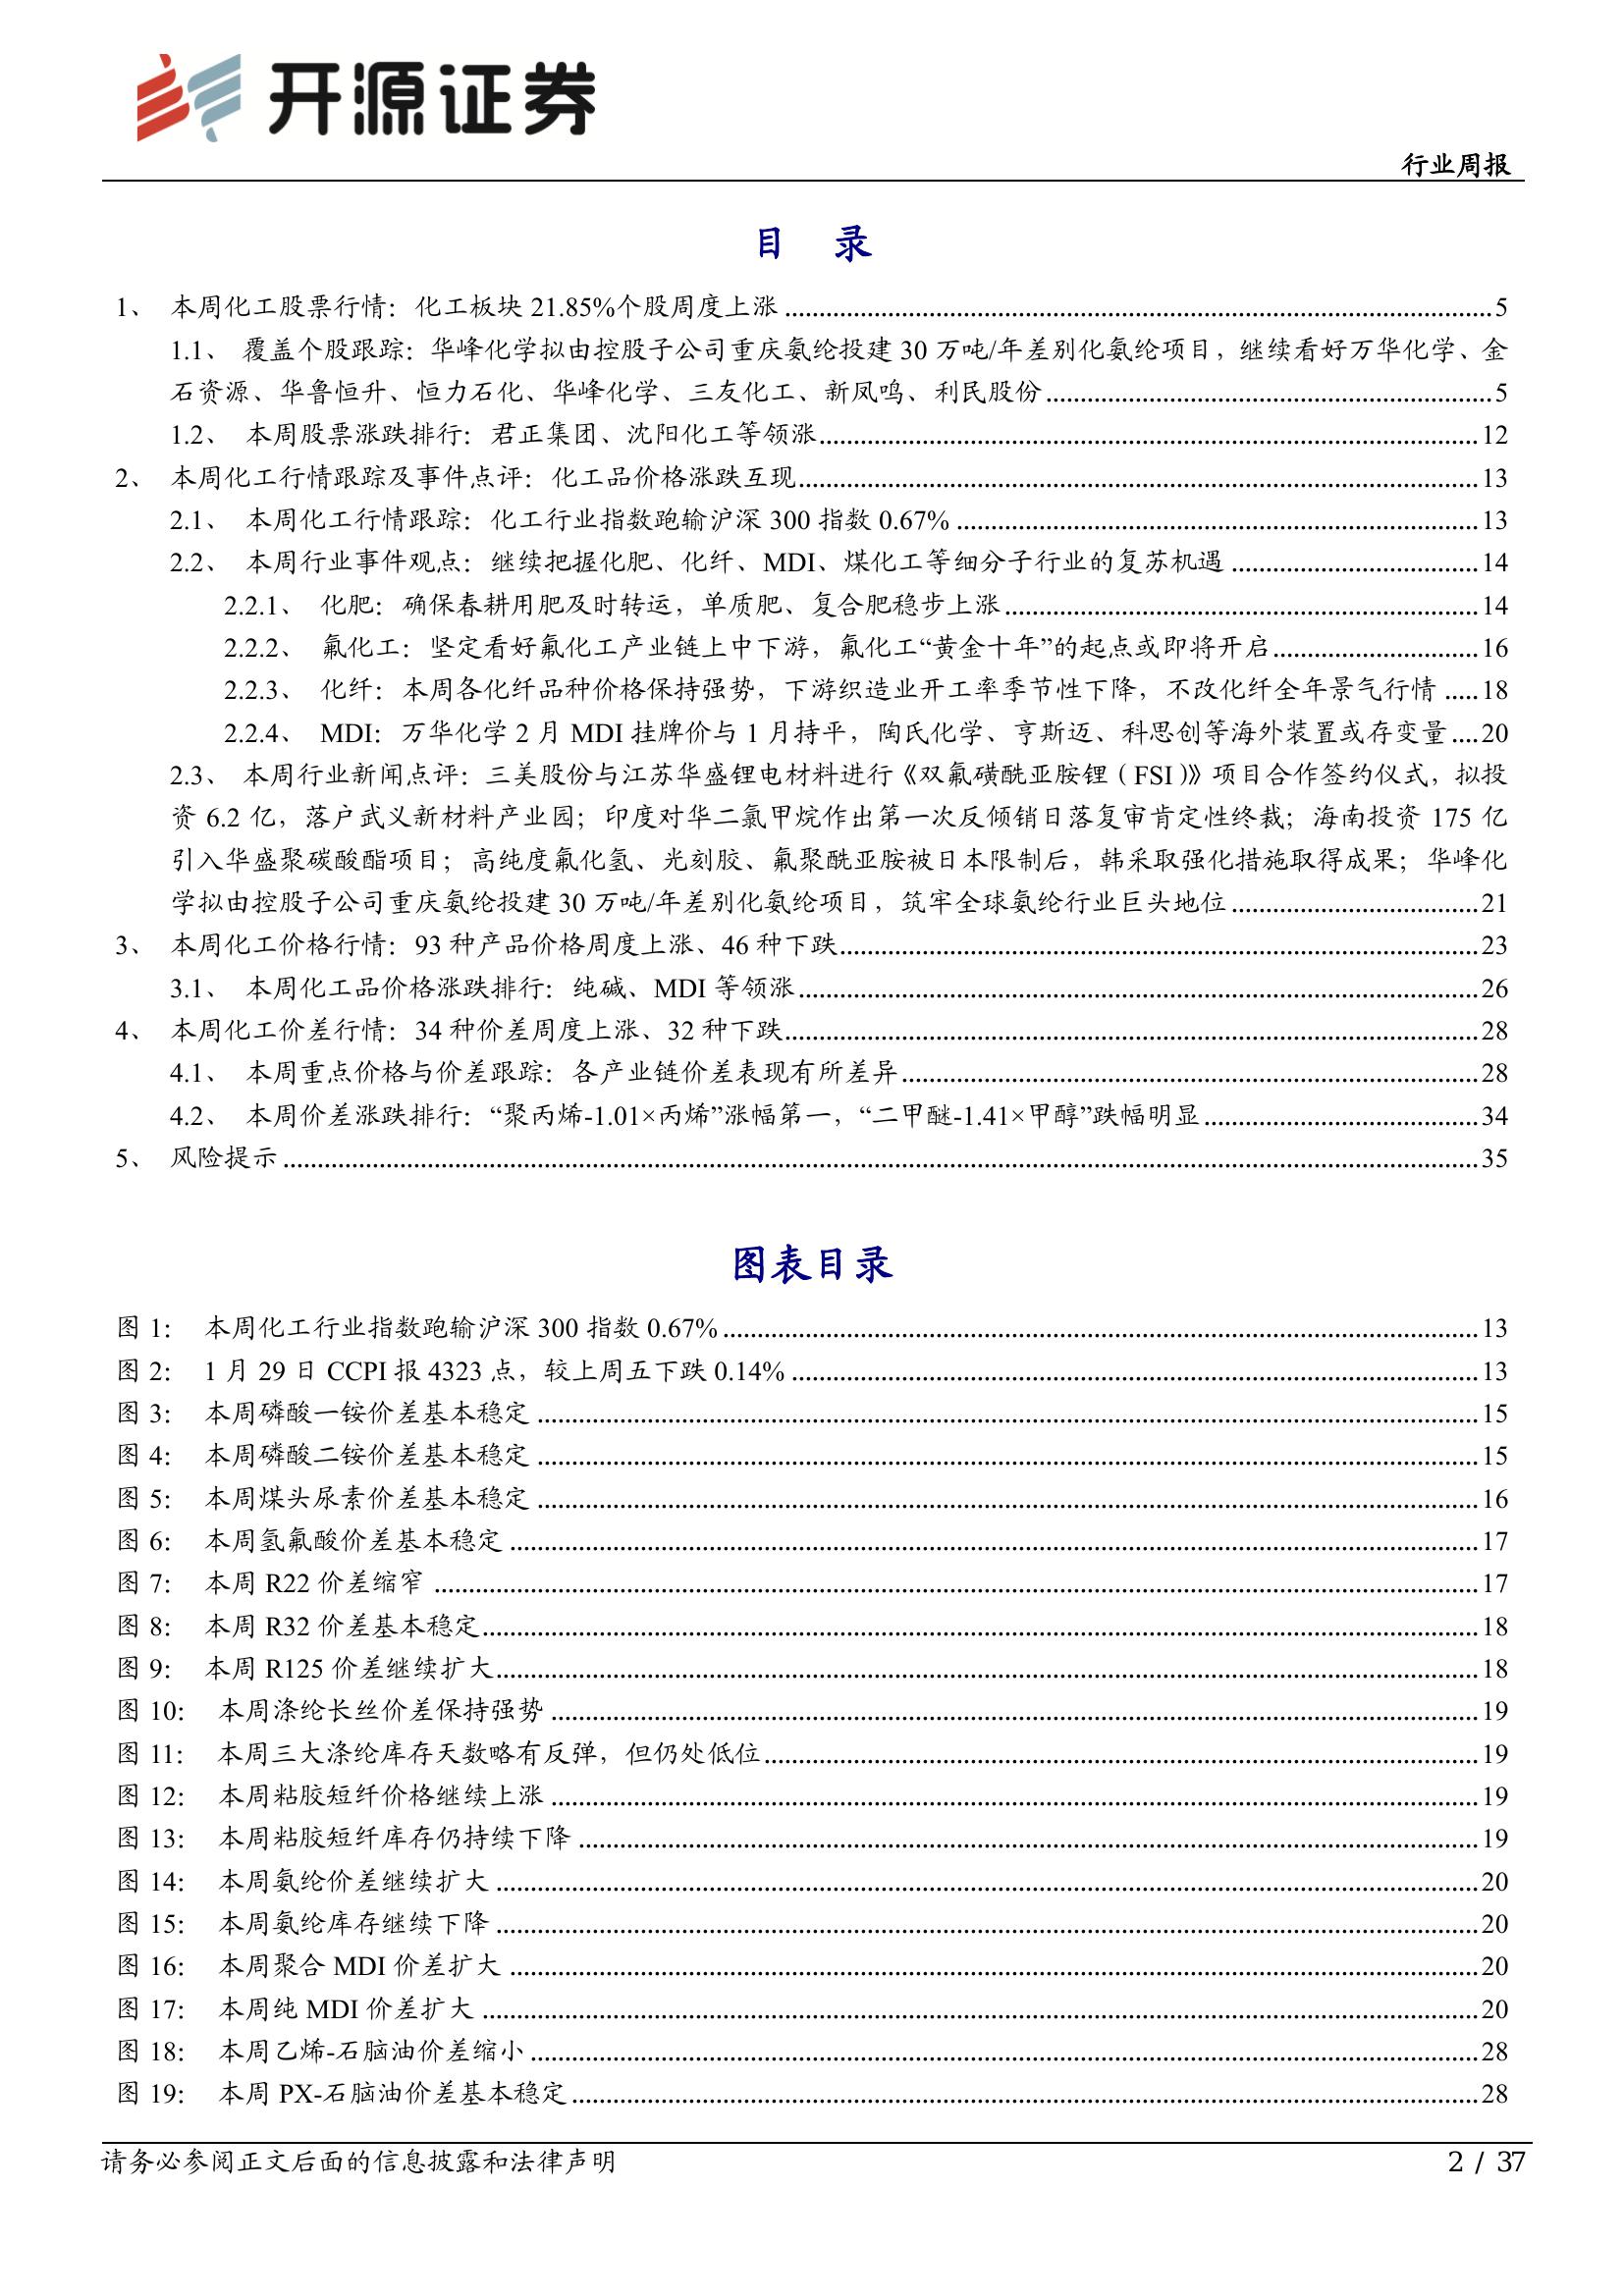 开源证券
行业周报
目 录
1、 本周化工股票行情：化工板块 21.85%个股周度上涨 ........ 5
1.1、 覆盖个股跟踪：华峰化学拟由控股子公司重庆氨纶投建 30 万吨/年差别化氨纶项目，继续看好万华化学、金
石资源、华鲁恒升、恒力石化、华峰化学、三友化工、新凤鸣、利民股份 ........ 5
1.2、 本周股票涨跌排行：君正集团、沈阳化工等领涨 ........ 12
2、 本周化工行情跟踪及事件点评：化工品价格涨跌互现 ........ 13
2.1、 本周化工行情跟踪：化工行业指数跑输沪深 300 指数 0.67% ........ 13
2.2、 本周行业事件观点：继续把握化肥、化纤、MDI、煤化工等细分子行业的复苏机遇 ........ 14
2.2.1、 化肥：确保春耕用肥及时转运，单质肥、复合肥稳步上涨 ........ 14
2.2.2、 氟化工：坚定看好氟化工产业链上中下游，氟化工“黄金十年”的起点或即将开启 ........ 16
2.2.3、 化纤：本周各化纤品种价格保持强势，下游织造业开工率季节性下降，不改化纤全年景气行情 ..... 18
2.2.4、 MDI：万华化学 2 月 MDI 挂牌价与 1 月持平，陶氏化学、亨斯迈、科思创等海外装置或存变量 .... 20
2.3、 本周行业新闻点评：三美股份与江苏华盛锂电材料进行《双氟磺酰亚胺锂（FSI）》项目合作签约仪式，拟投
资 6.2 亿，落户武义新材料产业园；印度对华二氯甲烷作出第一次反倾销日落复审肯定性终裁；海南投资 175 亿
引入华盛聚碳酸酯项目；高纯度氟化氢、光刻胶、氟聚酰亚胺被日本限制后，韩采取强化措施取得成果；华峰化
学拟由控股子公司重庆氨纶投建 30 万吨/年差别化氨纶项目，筑牢全球氨纶行业巨头地位 ........ 21
3、 本周化工价格行情：93 种产品价格周度上涨、46 种下跌 ........ 23
3.1、 本周化工品价格涨跌排行：纯碱、MDI 等领涨 ........ 26
4、 本周化工价差行情：34 种价差周度上涨、32 种下跌 ........ 28
4.1、 本周重点价格与价差跟踪：各产业链价差表现有所差异 ........ 28
4.2、 本周价差涨跌排行：“聚丙烯-1.01×丙烯”涨幅第一，“二甲醚-1.41×甲醇”跌幅明显 ........ 34
5、 风险提示 ........ 35
图表目录
图 1： 本周化工行业指数跑输沪深 300 指数 0.67% ........ 13
图 2： 1 月 29 日 CCPI 报 4323 点，较上周五下跌 0.14% ........ 13
图 3： 本周磷酸一铵价差基本稳定 ........ 15
图 4： 本周磷酸二铵价差基本稳定 ........ 15
图 5： 本周煤头尿素价差基本稳定 ........ 16
图 6： 本周氢氟酸价差基本稳定 ........ 17
图 7： 本周 R22 价差缩窄 ........ 17
图 8： 本周 R32 价差基本稳定 ........ 18
图 9： 本周 R125 价差继续扩大 ........ 18
图 10： 本周涤纶长丝价差保持强势 ........ 19
图 11： 本周三大涤纶库存天数略有反弹，但仍处低位 ........ 19
图 12： 本周粘胶短纤价格继续上涨 ........ 19
图 13： 本周粘胶短纤库存仍持续下降 ........ 19
图 14： 本周氨纶价差继续扩大 ........ 20
图 15： 本周氨纶库存继续下降 ........ 20
图 16： 本周聚合 MDI 价差扩大 ........ 20
图 17： 本周纯 MDI 价差扩大 ........ 20
图 18： 本周乙烯-石脑油价差缩小 ........ 28
图 19： 本周 PX-石脑油价差基本稳定 ........ 28
请务必参阅正文后面的信息披露和法律声明
2 / 37